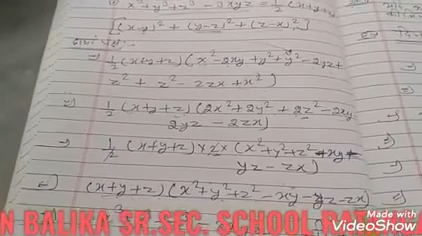 x³+y³+z³-3xyz = 1/2 (x+y+z)
[(x-y)² + (y-z)² + (z-x)²]
1/2 (x+y+z) (x²-2xy+y²+y²-2yz+
z² + z² - 2zx + x²)
1/2 (x+y+z) (2x²+2y²+2z²-2xy-
2yz - 2zx)
1/2 (x+y+z) × 2 × (x²+y²+z²-xy-
yz - zx)
(x+y+z) (x²+y²+z²-xy-yz-zx)
N BALIKA SR.SEC. SCHOOL
Made with
VideoShow